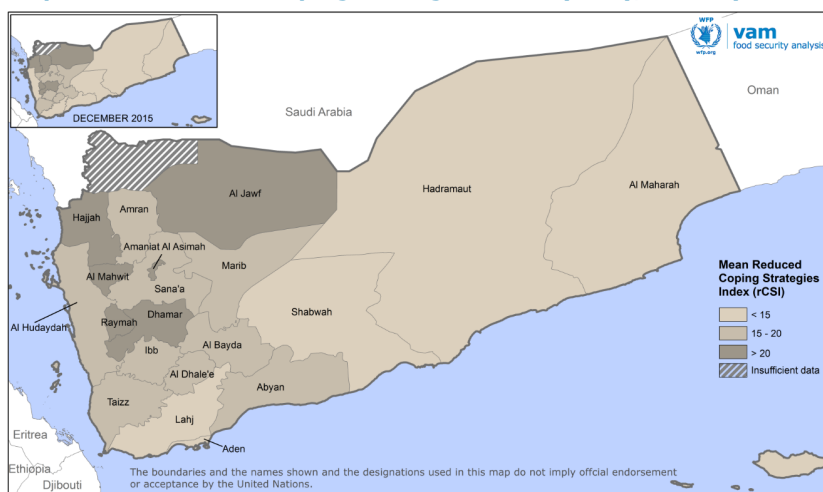 WFP
wfp.org
vam
food security analysis
DECEMBER 2015
Saudi Arabia
Oman
Al Jawf
Hadramaut
Al Maharah
Amran
Hajjah
Amaniat Al Asimah
Marib
Al Mahwit
Sana'a
Shabwah
Al Hudaydah
Raymah
Dhamar
Al Bayda
Ibb
Al Dhale'e
Abyan
Taizz
Lahj
Aden
Eritrea
Ethiopia
Djibouti
Mean Reduced
Coping Strategies
Index (rCSI)
< 15
15 - 20
> 20
Insufficient data
The boundaries and the names shown and the designations used in this map do not imply offcial endorsement
or acceptance by the United Nations.